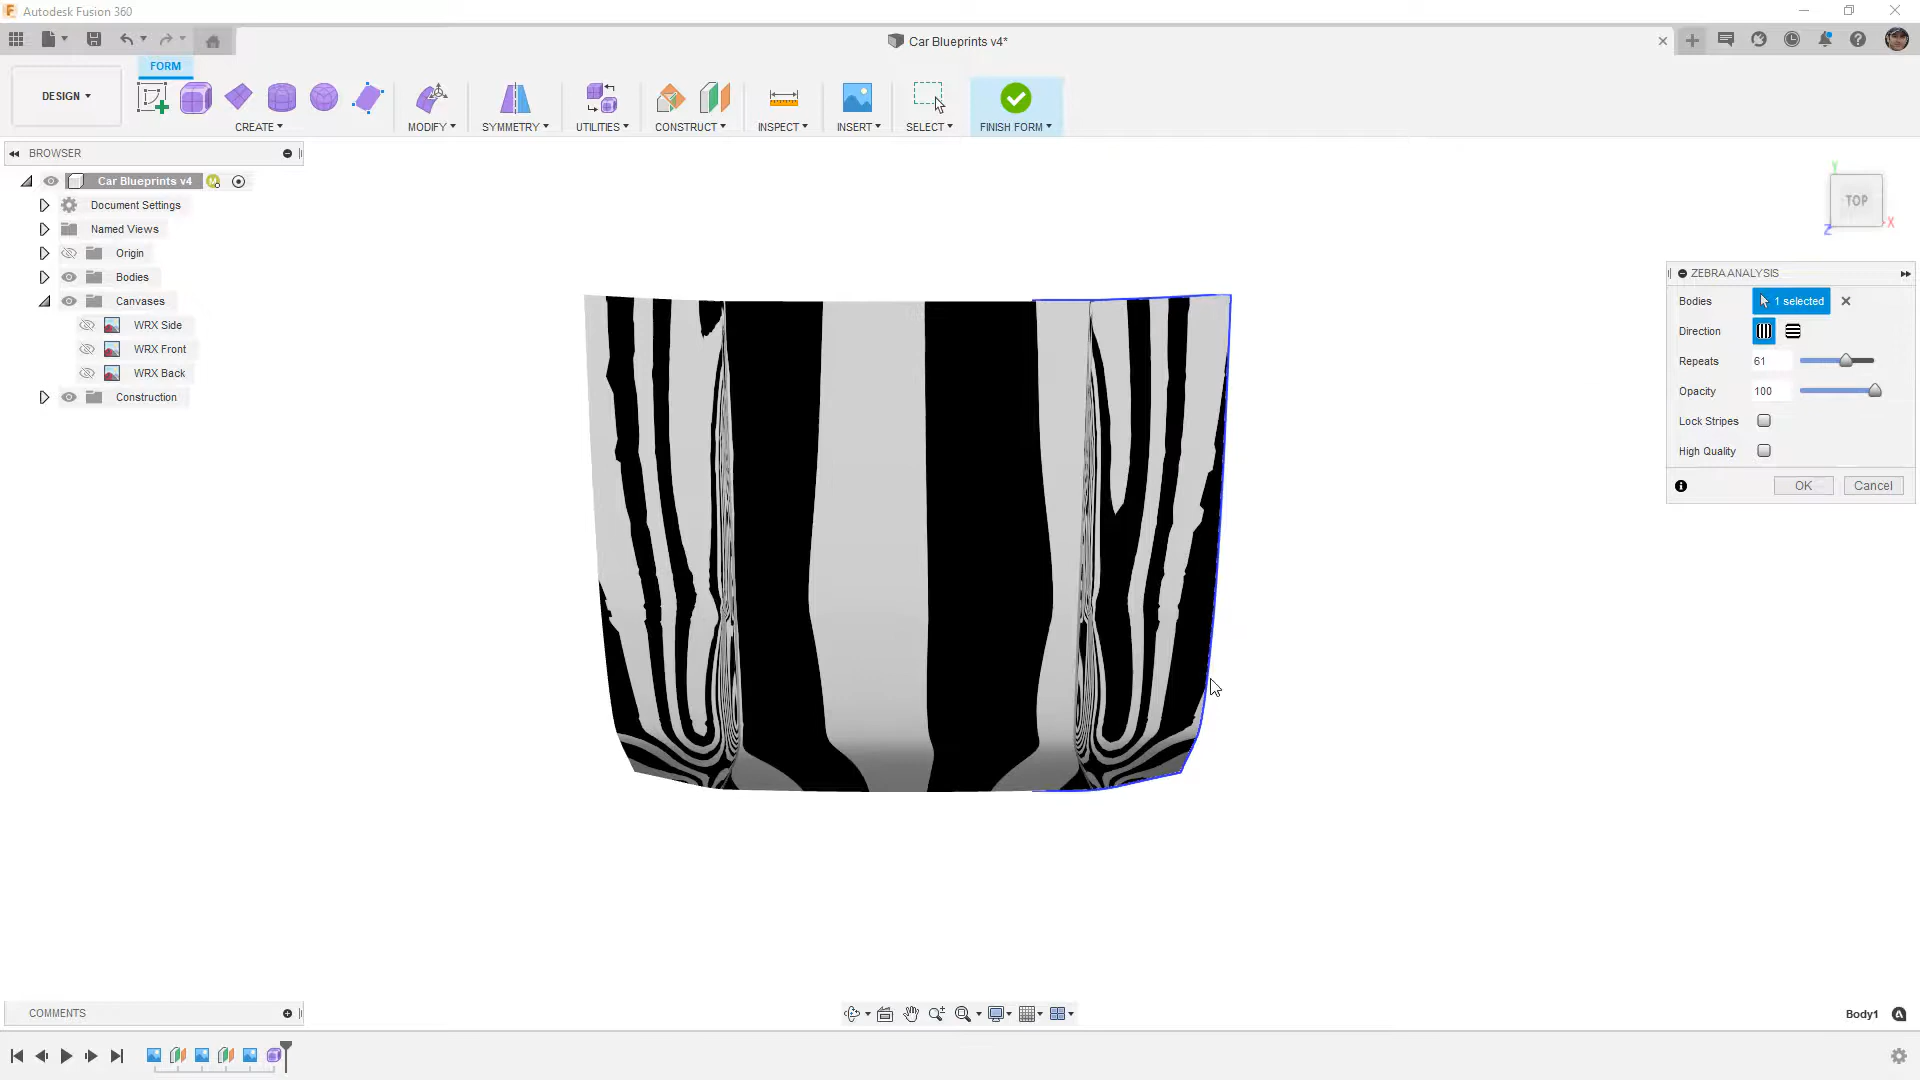 Autodesk Fusion 360
Car Blueprints v4*
FORM
DESIGN
CREATE
MODIFY
SYMMETRY
UTILITIES
CONSTRUCT
INSPECT
INSERT
SELECT
FINISH FORM
BROWSER
Car Blueprints v4
Document Settings
Named Views
Origin
Bodies
Canvases
WRX Side
WRX Front
WRX Back
Construction
Y
TOP
X
Z
ZEBRA ANALYSIS
Bodies 1 selected
Direction
Repeats 61
Opacity 100
Lock Stripes
High Quality
OK Cancel
COMMENTS
Body1